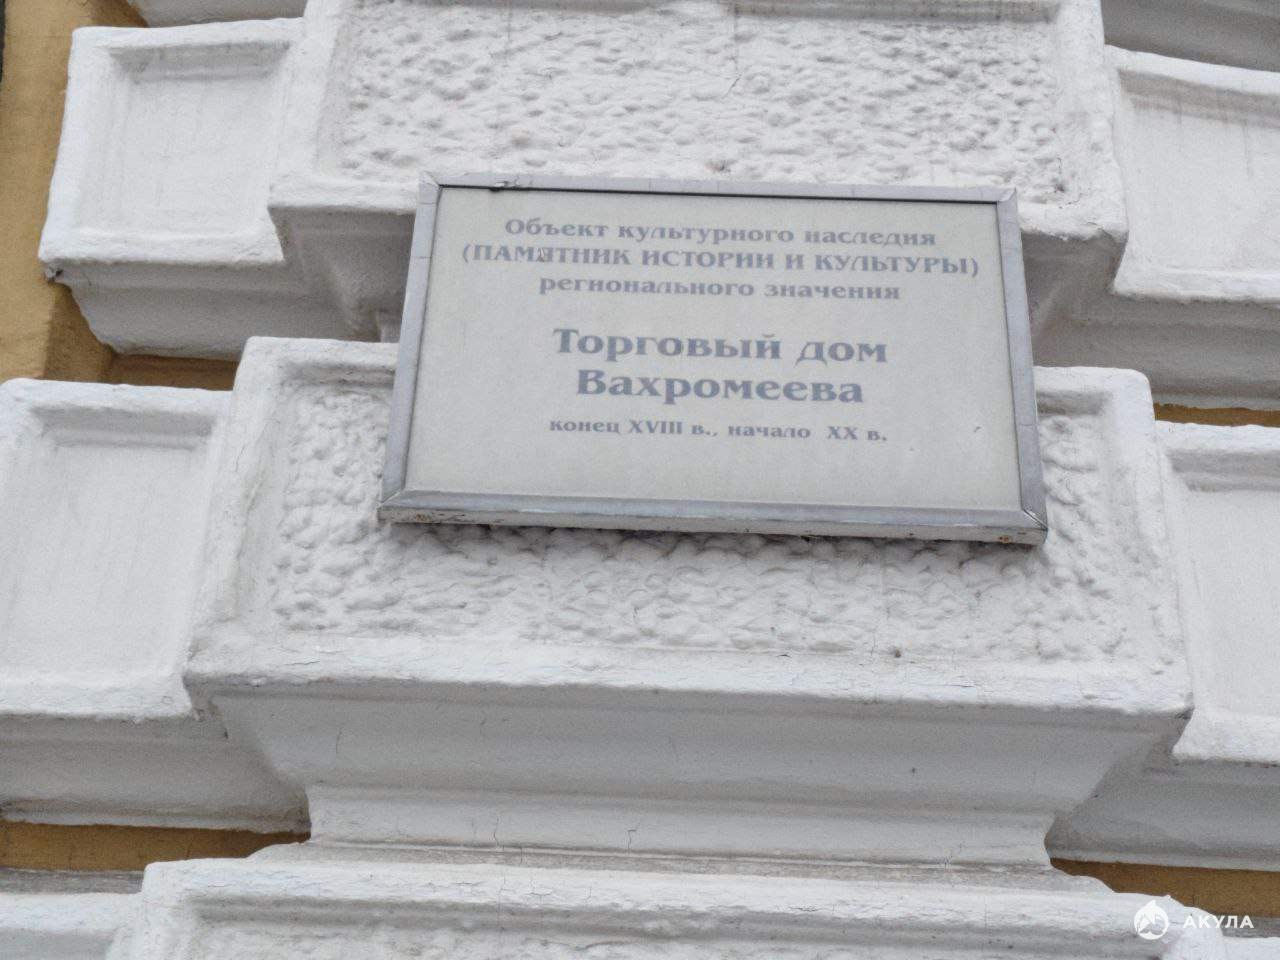 Объект культурного наследия
(ПАМЯТНИК ИСТОРИИ И КУЛЬТУРЫ)
регионального значения
Торговый дом
Вахромеева
конец XVIII в., начало XX в.
АКУЛА